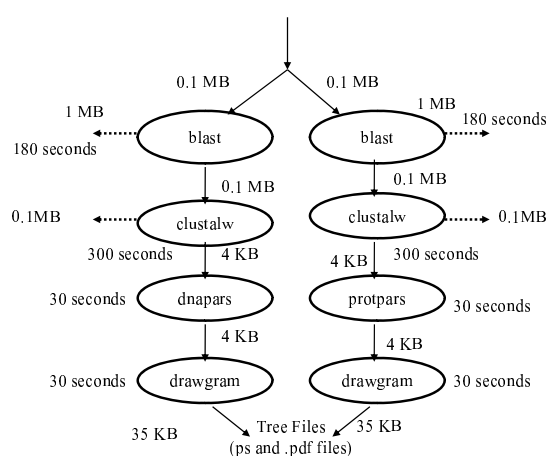 0.1 MB
0.1 MB
1 MB
1 MB
180 seconds
blast
blast
180 seconds
0.1 MB
0.1 MB
0.1MB
clustalw
clustalw
0.1MB
300 seconds
4 KB
4 KB
300 seconds
30 seconds
dnapars
protpars
30 seconds
4 KB
4 KB
30 seconds
drawgram
drawgram
30 seconds
35 KB
Tree Files
35 KB
(ps and .pdf files)